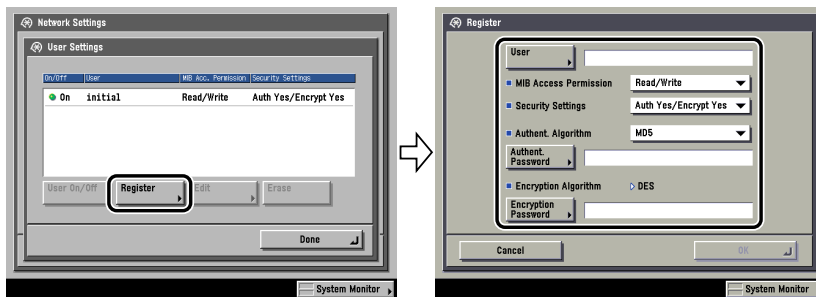 Network Settings
User Settings
On/Off User MIB Acc. Permission Security Settings
On initial Read/Write Auth Yes/Encrypt Yes
User On/Off Register Edit Erase
Done
System Monitor
Register
User
MIB Access Permission Read/Write
Security Settings Auth Yes/Encrypt Yes
Authent. Algorithm MD5
Authent.
Password
Encryption Algorithm DES
Encryption
Password
Cancel OK
System Monitor